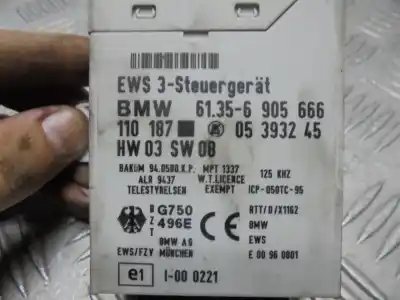 EWS 3-Steuergerät
BMW 61.35-6 905 666
110 187 05 3932 45
HW 03 SW 08
BAKOM 94.0580.K.P. MPT 1337 125 KHZ
ALR 9437 W.T.LICENCE
TELESTYRELSEN EXEMPT ICP-050TC-95
BZT G750 496E CE RTT/D/X1162
BMW AG BMW
EWS/FZV MÜNCHEN EWS
E 00 96 0801
e1 I-00 0221